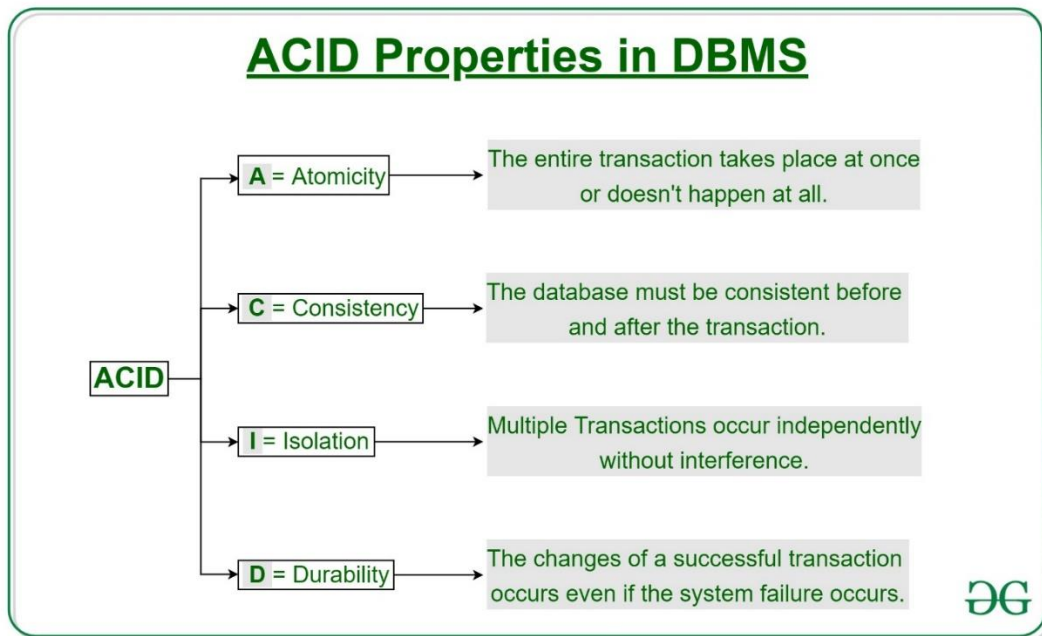 ACID Properties in DBMS
A = Atomicity
The entire transaction takes place at once
or doesn't happen at all.
C = Consistency
The database must be consistent before
and after the transaction.
ACID
I = Isolation
Multiple Transactions occur independently
without interference.
D = Durability
The changes of a successful transaction
occurs even if the system failure occurs.